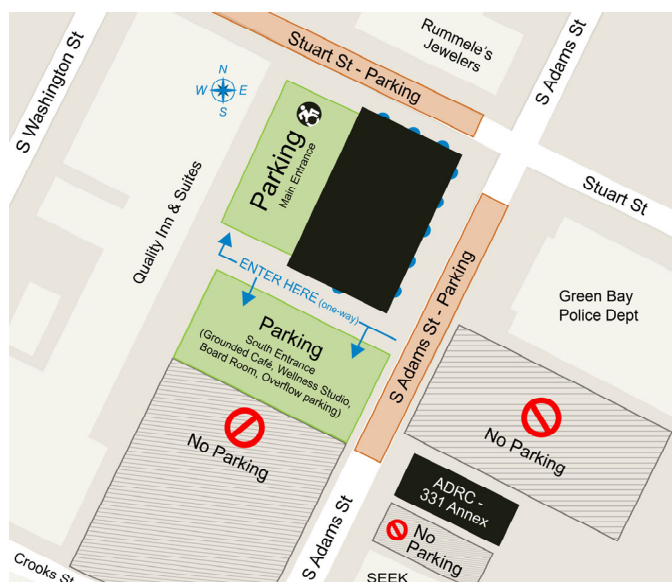 Rummele's
Jewelers
Stuart St - Parking
S Adams St
S Washington St
N
W E
S
Parking
Main Entrance
Stuart St
Quality Inn & Suites
ENTER HERE (one-way)
Green Bay
Police Dept
S Adams St - Parking
Parking
South Entrance
(Grounded Café, Wellness Studio,
Board Room, Overflow parking)
No Parking
No Parking
ADRC -
331 Annex
No
Parking
S Adams St
Crooks St
SEEK